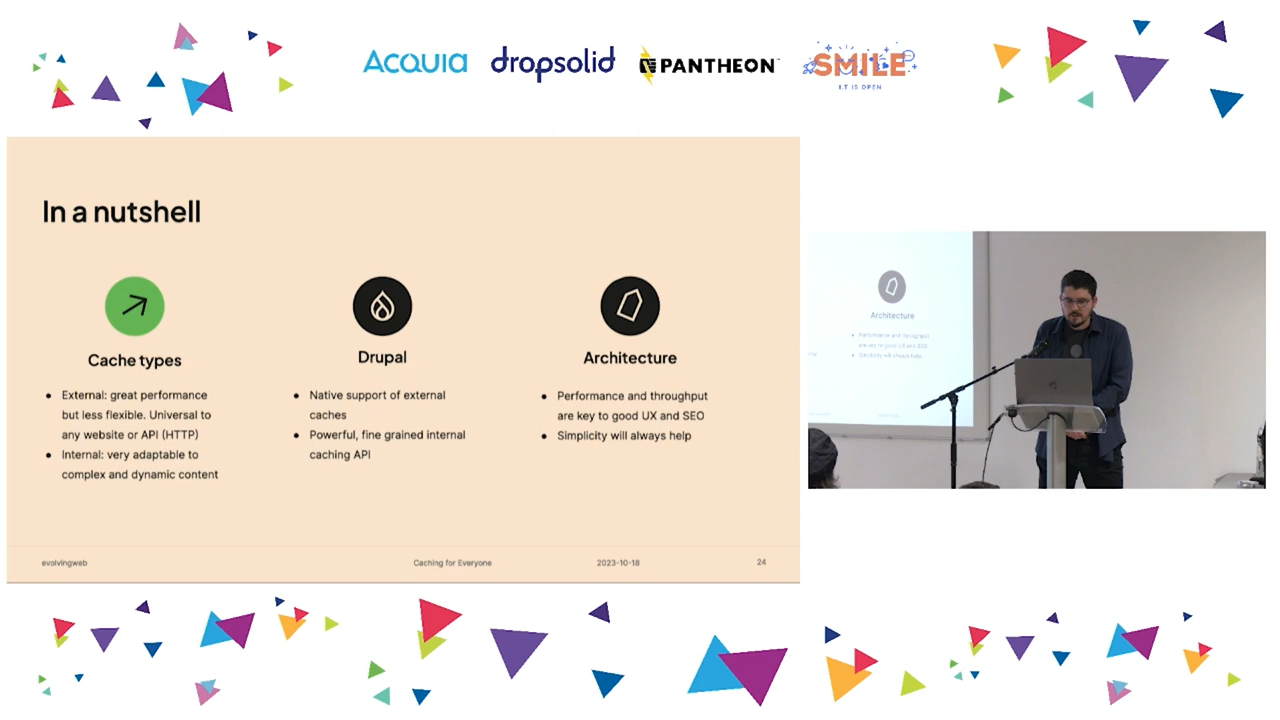 ACQUIA
dropsolid
PANTHEON
SMILE
I.T IS OPEN
In a nutshell
Cache types
External: great performance
but less flexible. Universal to
any website or API (HTTP)
Internal: very adaptable to
complex and dynamic content
Drupal
Native support of external
caches
Powerful, fine grained internal
caching API
Architecture
Performance and throughput
are key to good UX and SEO
Simplicity will always help
evolvingweb
Caching for Everyone
2023-10-18
24
Architecture
Performance and throughput
are key to good UX and SEO
Simplicity will always help